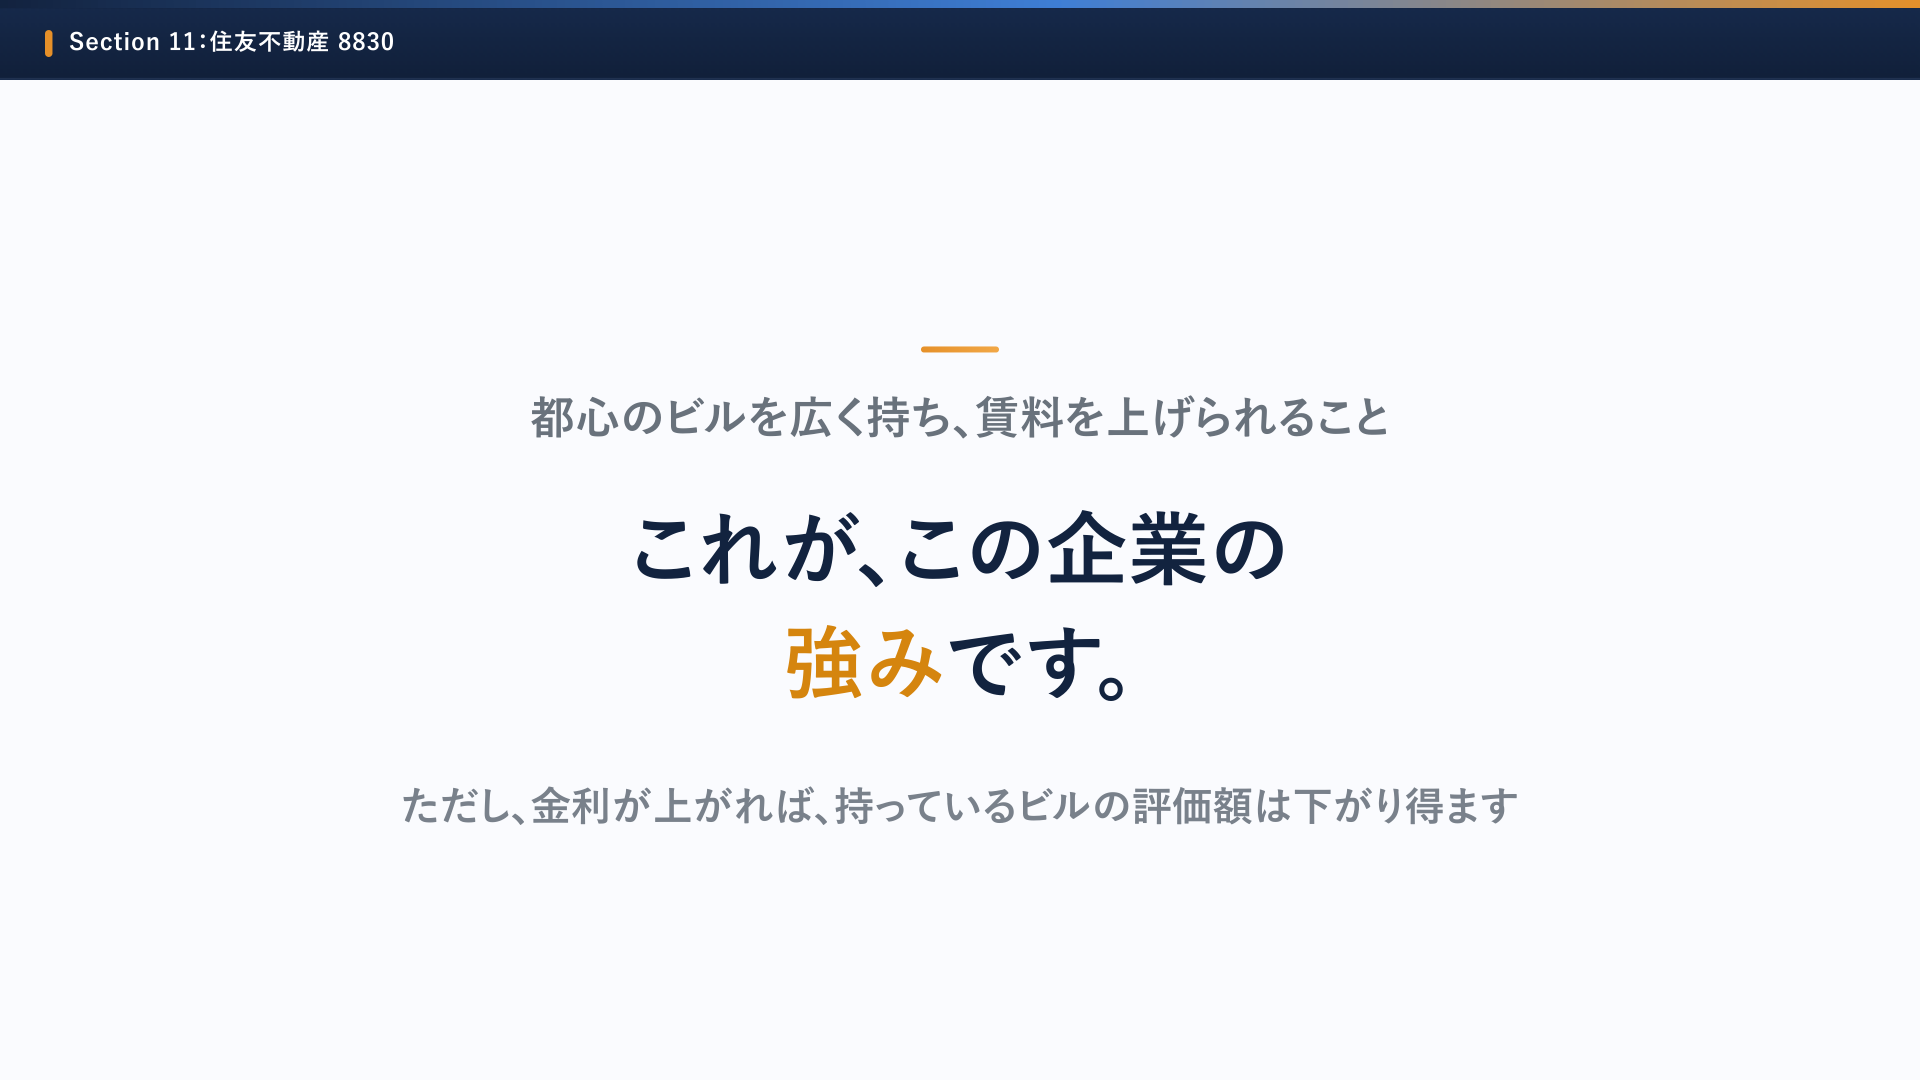 Section 11：住友不動産 8830
都心のビルを広く持ち、賃料を上げられること
これが、この企業の
強みです。
ただし、金利が上がれば、持っているビルの評価額は下がり得ます